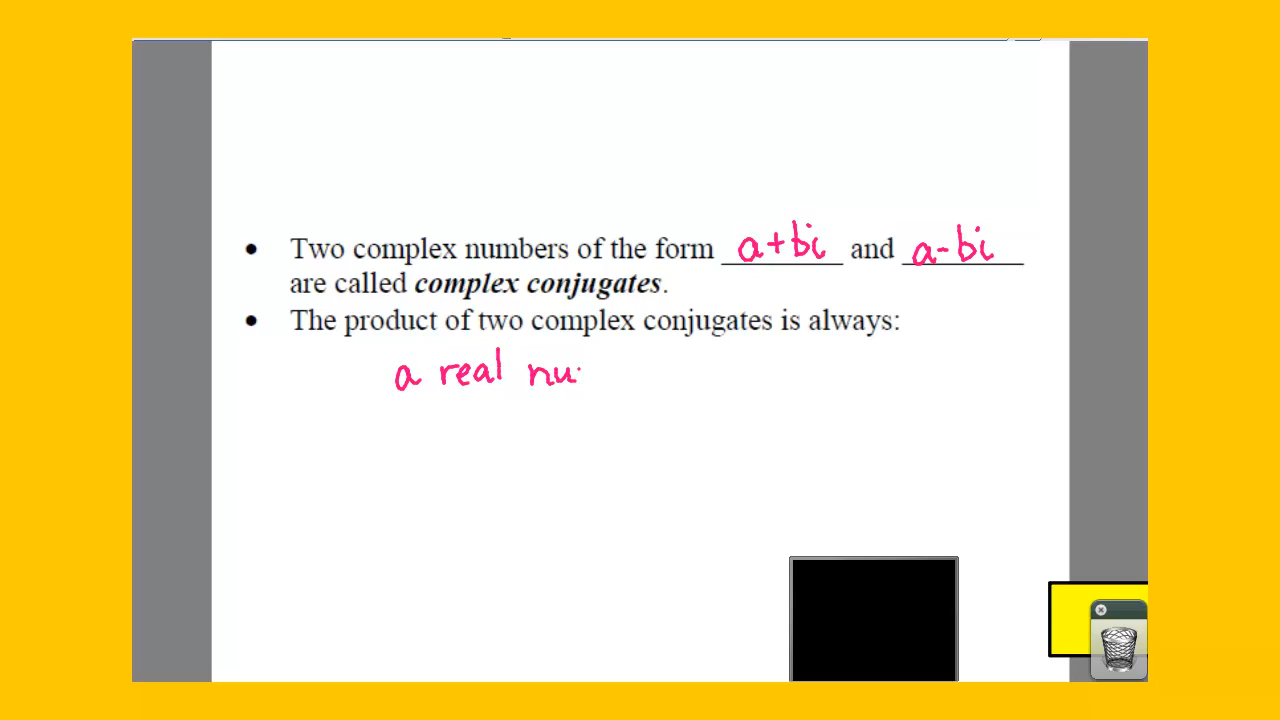 • Two complex numbers of the form a+bi and a-bi
are called complex conjugates.
• The product of two complex conjugates is always:
a real nu